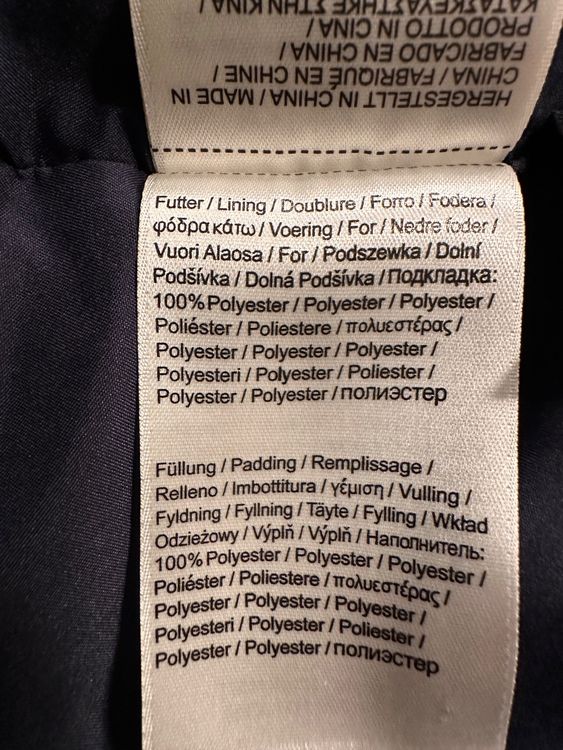 HERGESTELLT IN CHINA / MADE IN
CHINA / FABRIQUÉ EN CHINE /
FABRICADO EN CHINA /
PRODOTTO IN CINA /
ΚΑΤΑΣΚΕΥΑΣΤΗΚΕ ΣΤΗΝ ΚΙΝΑ /
Futter / Lining / Doublure / Forro / Fodera /
φόδρα κάτω / Voering / For / Nedre foder /
Vuori Alaosa / For / Podszewka / Dolní
Podšívka / Dolná Podšívka / Подкладка:
100%Polyester / Polyester / Polyester /
Poliéster / Poliestere / πολυεστέρας /
Polyester / Polyester / Polyester /
Polyesteri / Polyester / Poliester /
Polyester / Polyester / полиэстер
Füllung / Padding / Remplissage /
Relleno / Imbottitura / γέμιση / Vulling /
Fyldning / Fyllning / Täyte / Fylling / Wkład
Odzieżowy / Výplň / Výplň / Наполнитель:
100% Polyester / Polyester / Polyester /
Poliéster / Poliestere / πολυεστέρας /
Polyester / Polyester / Polyester /
Polyesteri / Polyester / Poliester /
Polyester / Polyester / полиэстер